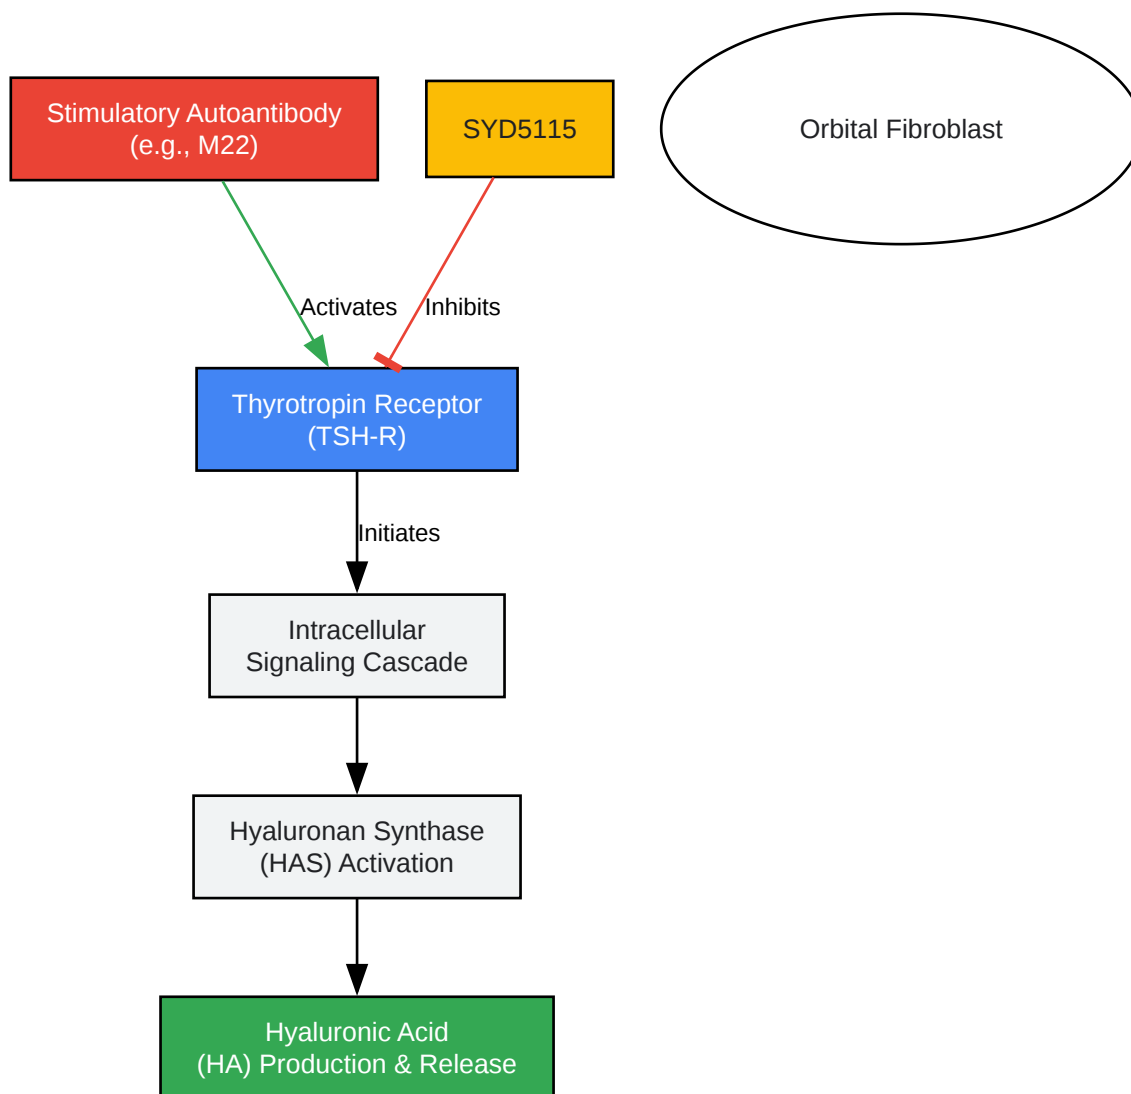 Stimulatory Autoantibody
(e.g., M22)
SYD5115
Orbital Fibroblast
Activates
Inhibits
Thyrotropin Receptor
(TSH-R)
Initiates
Intracellular
Signaling Cascade
Hyaluronan Synthase
(HAS) Activation
Hyaluronic Acid
(HA) Production & Release